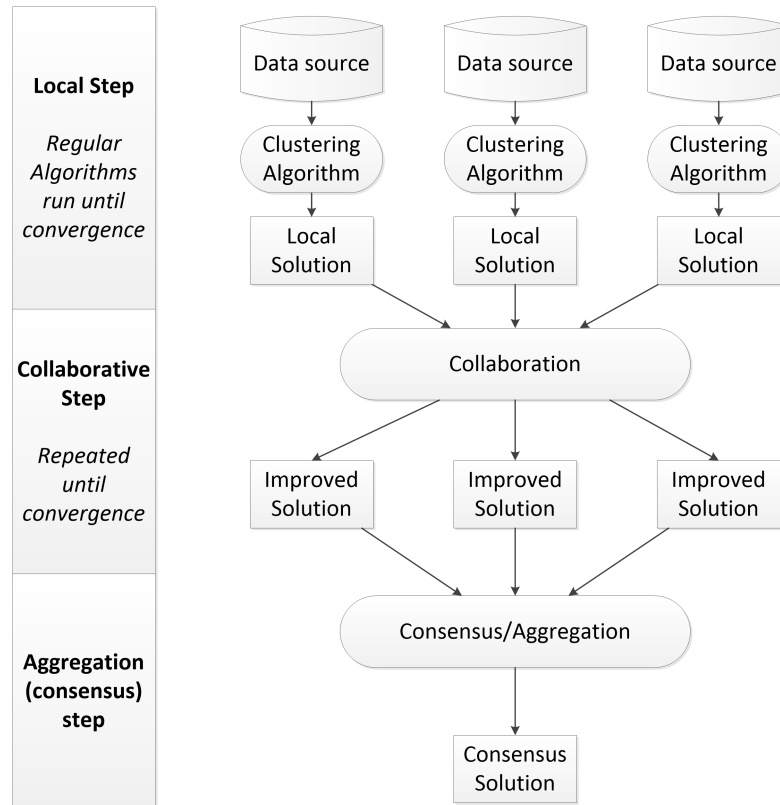 Local Step
Regular
Algorithms
run until
convergence
Data source
Data source
Data source
Clustering
Algorithm
Clustering
Algorithm
Clustering
Algorithm
Local
Solution
Local
Solution
Local
Solution
Collaborative
Step
Repeated
until
convergence
Collaboration
Improved
Solution
Improved
Solution
Improved
Solution
Aggregation
(consensus)
step
Consensus/Aggregation
Consensus
Solution